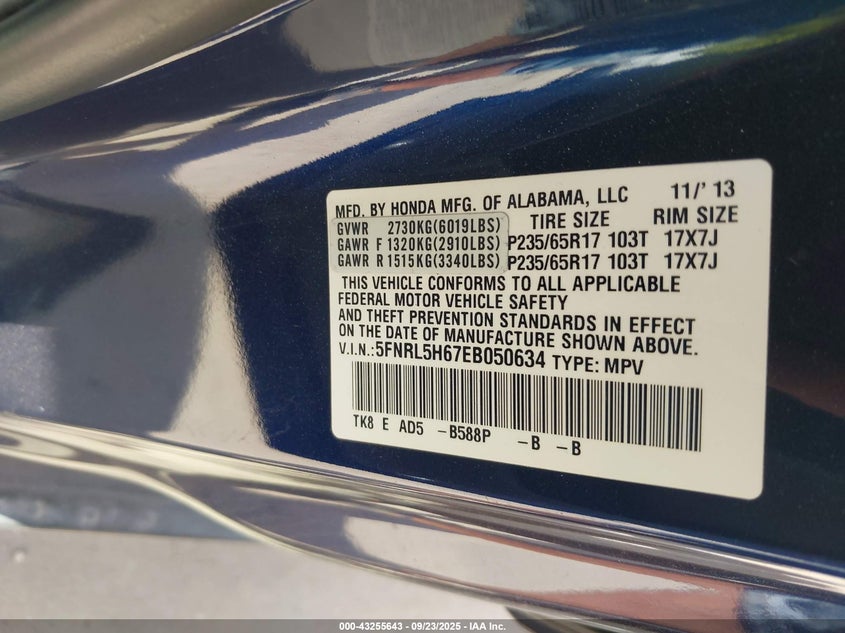 MFD. BY HONDA MFG. OF ALABAMA, LLC 11/' 13
GVWR 2730KG(6019LBS) TIRE SIZE RIM SIZE
GAWR F 1320KG(2910LBS) P235/65R17 103T 17X7J
GAWR R 1515KG(3340LBS) P235/65R17 103T 17X7J
THIS VEHICLE CONFORMS TO ALL APPLICABLE
FEDERAL MOTOR VEHICLE SAFETY
AND THEFT PREVENTION STANDARDS IN EFFECT
ON THE DATE OF MANUFACTURE SHOWN ABOVE.
V.I.N.:5FNRL5H67EB050634 TYPE: MPV
TK8 E AD5 -B588P -B -B
000-43255643 - 09/23/2025 - IAA Inc.